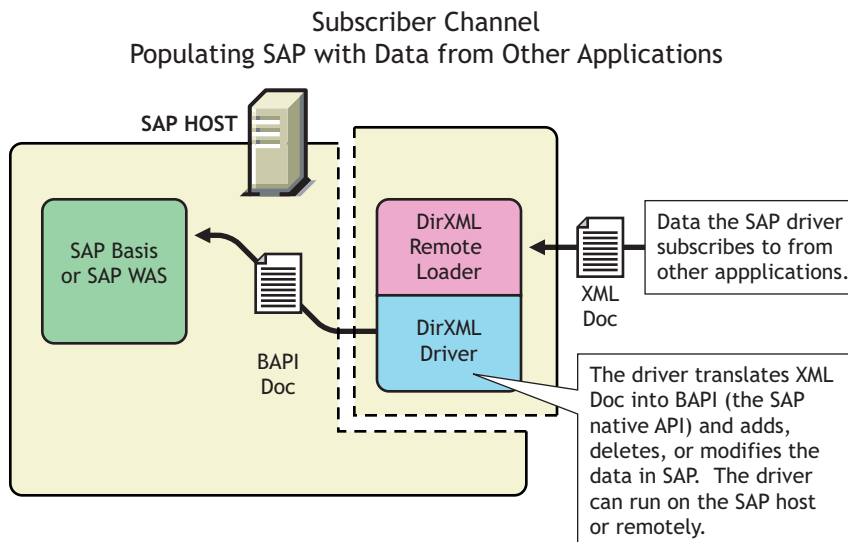 Subscriber Channel
Populating SAP with Data from Other Applications
SAP HOST
SAP Basis
or SAP WAS
BAPI
Doc
DirXML
Remote
Loader
DirXML
Driver
XML
Doc
Data the SAP driver
subscribes to from
other appplications.
The driver translates XML
Doc into BAPI (the SAP
native API) and adds,
deletes, or modifies the
data in SAP.  The driver
can run on the SAP host
or remotely.